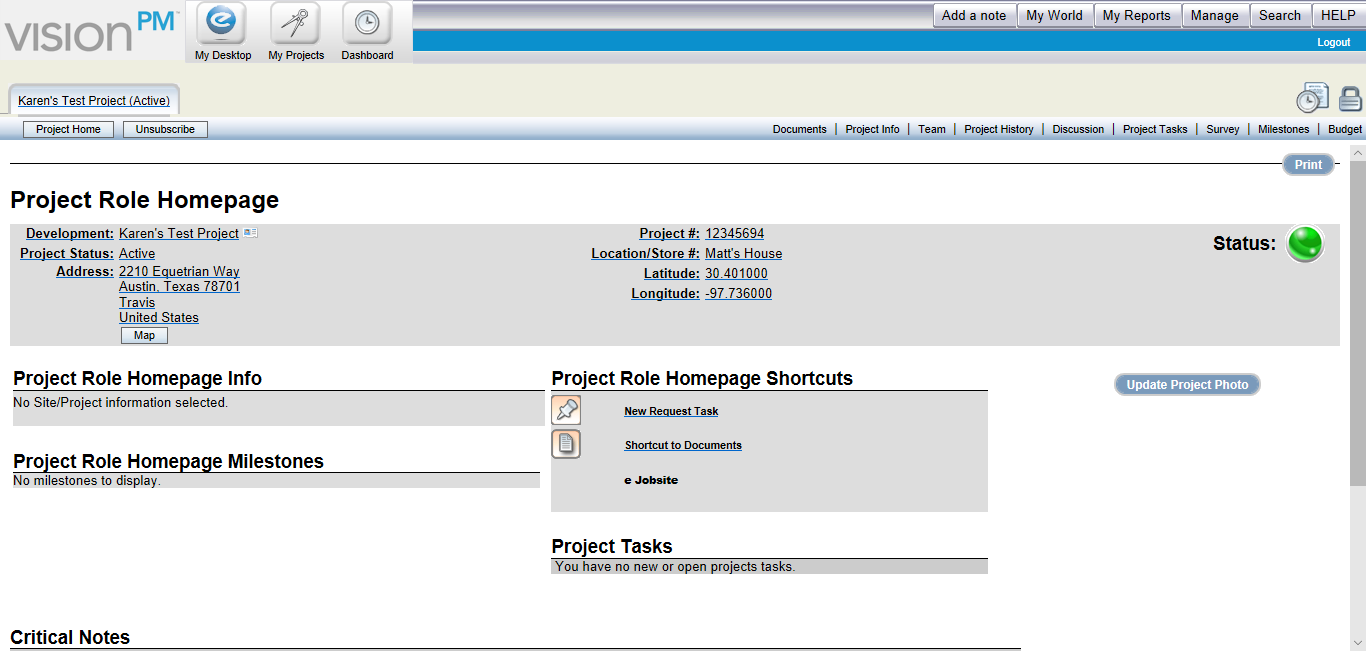 VISION PM™
My Desktop My Projects Dashboard
Add a note My World My Reports Manage Search HELP
Logout
Karen's Test Project (Active)
Project Home Unsubscribe
Documents | Project Info | Team | Project History | Discussion | Project Tasks | Survey | Milestones | Budget
Print
Project Role Homepage
Development: Karen's Test Project
Project Status: Active
Address: 2210 Equetrian Way
Austin, Texas 78701
Travis
United States
Map
Project #: 12345694
Location/Store #: Matt's House
Latitude: 30.401000
Longitude: -97.736000
Status:
Project Role Homepage Info
No Site/Project information selected.
Project Role Homepage Milestones
No milestones to display.
Project Role Homepage Shortcuts
New Request Task
Shortcut to Documents
e Jobsite
Project Tasks
You have no new or open projects tasks.
Update Project Photo
Critical Notes